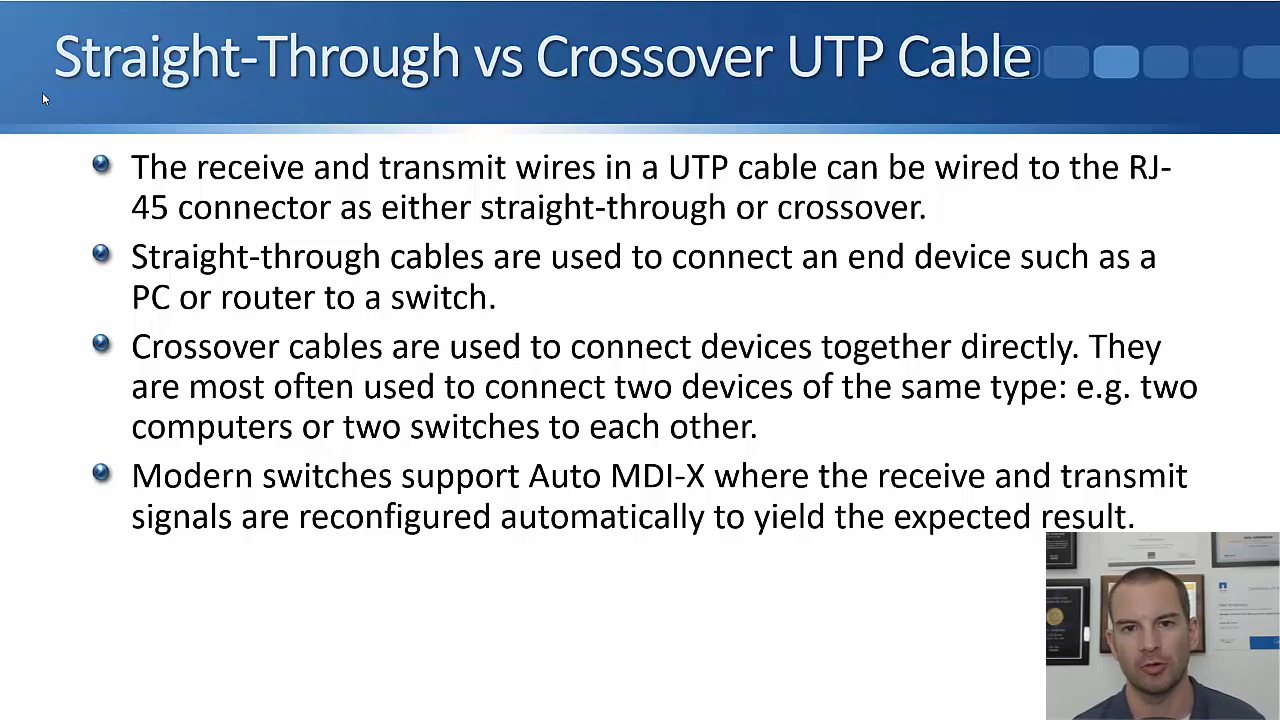 Straight-Through vs Crossover UTP Cable
The receive and transmit wires in a UTP cable can be wired to the RJ-
45 connector as either straight-through or crossover.
Straight-through cables are used to connect an end device such as a
PC or router to a switch.
Crossover cables are used to connect devices together directly. They
are most often used to connect two devices of the same type: e.g. two
computers or two switches to each other.
Modern switches support Auto MDI-X where the receive and transmit
signals are reconfigured automatically to yield the expected result.